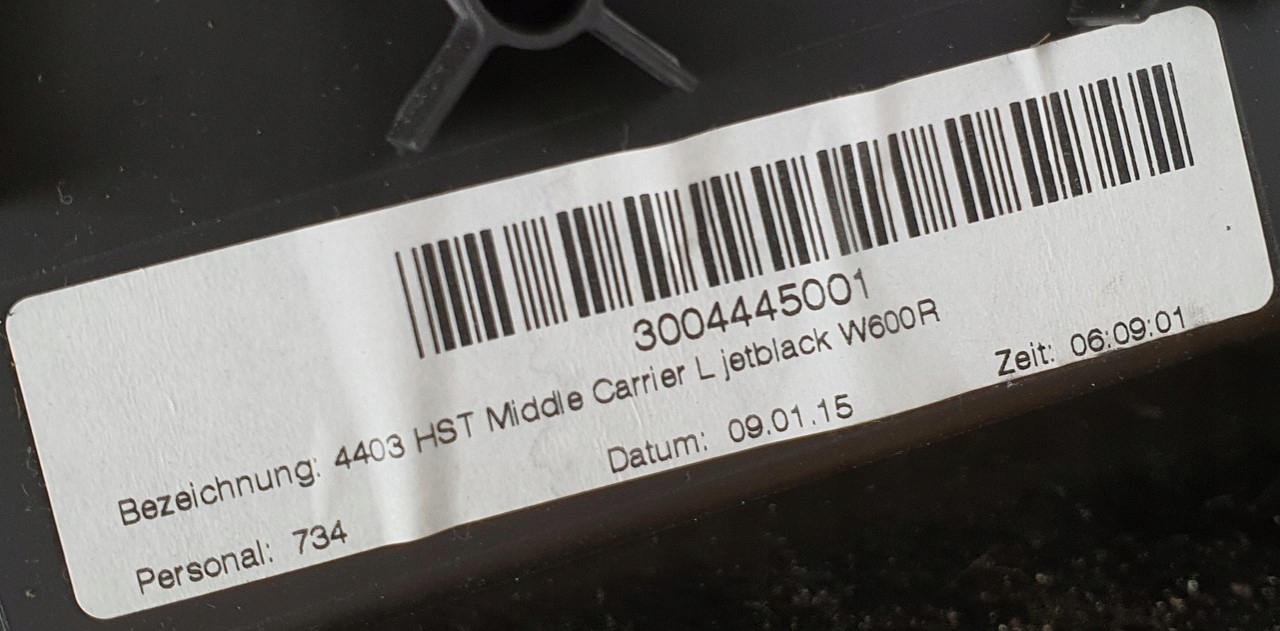 3004445001
Bezeichnung: 4403 HST Middle Carrier L jetblack W600R
Personal: 734 Datum: 09.01.15 Zeit: 06:09:01